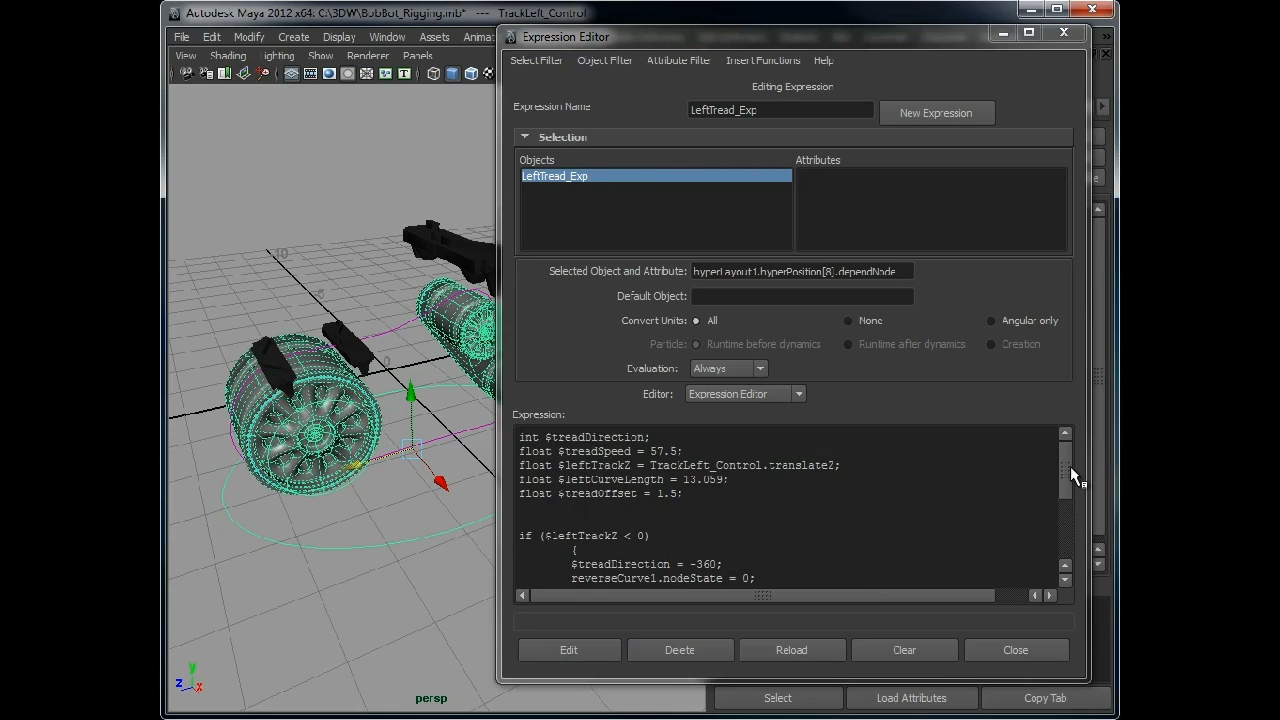 Autodesk Maya 2012 x64: C:\3DW\BobBot_Rigging.mb* --- TrackLeft_Control
File Edit Modify Create Display Window Assets Animat
View Shading Lighting Show Renderer Panels
Expression Editor
Select Filter Object Filter Attribute Filter Insert Functions Help
Editing Expression
Expression Name LeftTread_Exp New Expression
Selection
Objects Attributes
LeftTread_Exp
Selected Object and Attribute: hyperLayout1.hyperPosition[8].dependNode
Default Object:
Convert Units: All None Angular only
Particle: Runtime before dynamics Runtime after dynamics Creation
Evaluation: Always
Editor: Expression Editor
Expression:
int $treadDirection;
float $treadSpeed = 57.5;
float $leftTrackZ = TrackLeft_Control.translateZ;
float $leftCurveLength = 13.059;
float $treadOffset = 1.5;
if ($leftTrackZ < 0)
{
$treadDirection = -360;
reverseCurve1.nodeState = 0;
Edit Delete Reload Clear Close
Select Load Attributes Copy Tab
10
5
0
y
z x
persp